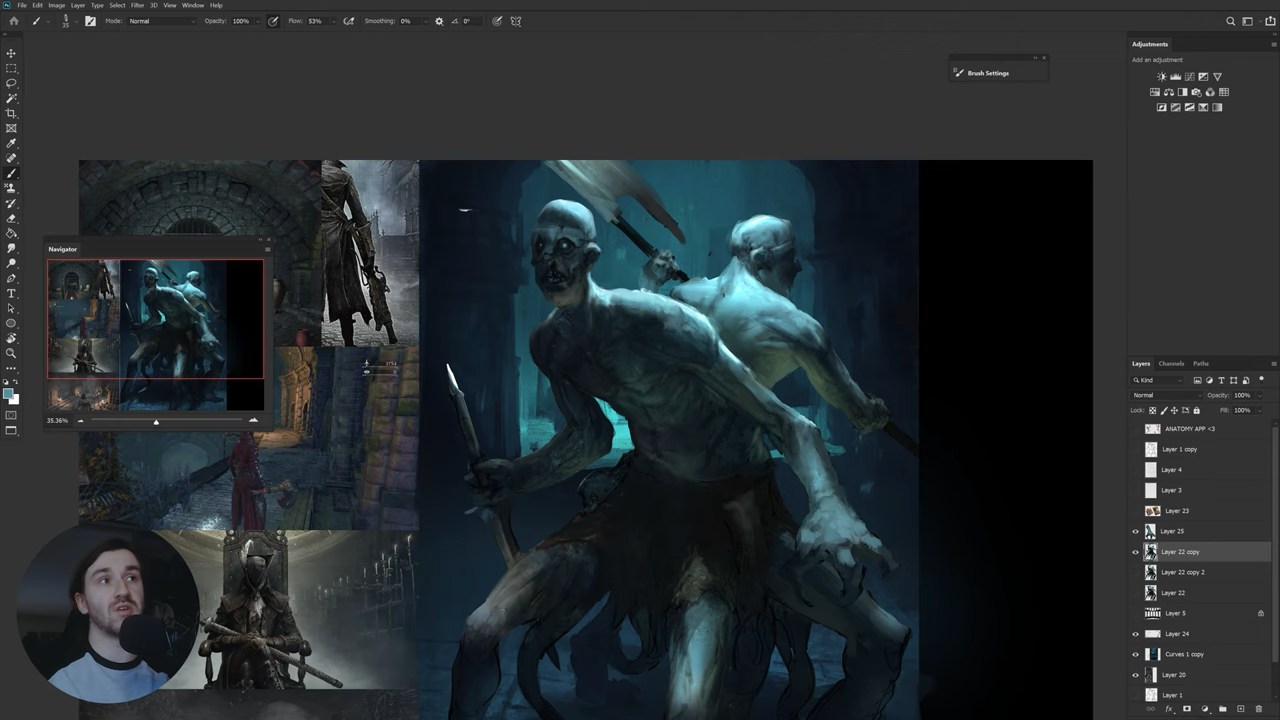 File Edit Image Layer Type Select Filter 3D View Window Help
35 Mode: Normal Opacity: 100% Flow: 53% Smoothing: 0% 0°
Adjustments
Add an adjustment
Brush Settings
Navigator
35.36%
Layers Channels Paths
Kind
Normal Opacity: 100%
Lock: Fill: 100%
ANATOMY APP <3
Layer 1 copy
Layer 4
Layer 3
Layer 23
Layer 25
Layer 22 copy
Layer 22 copy 2
Layer 22
Layer 5
Layer 24
Curves 1 copy
Layer 20
Layer 1
fx